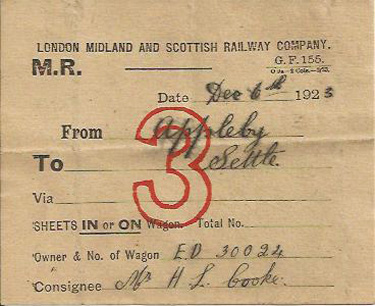 LONDON MIDLAND AND SCOTTISH RAILWAY COMPANY.
M.R. G.F. 155.
Date Dec 6th 1923
From Appleby
3
To Settle
Via
SHEETS IN or ON Wagon. Total No.
Owner & No. of Wagon ED 30024
Consignee Mr H L Cooke